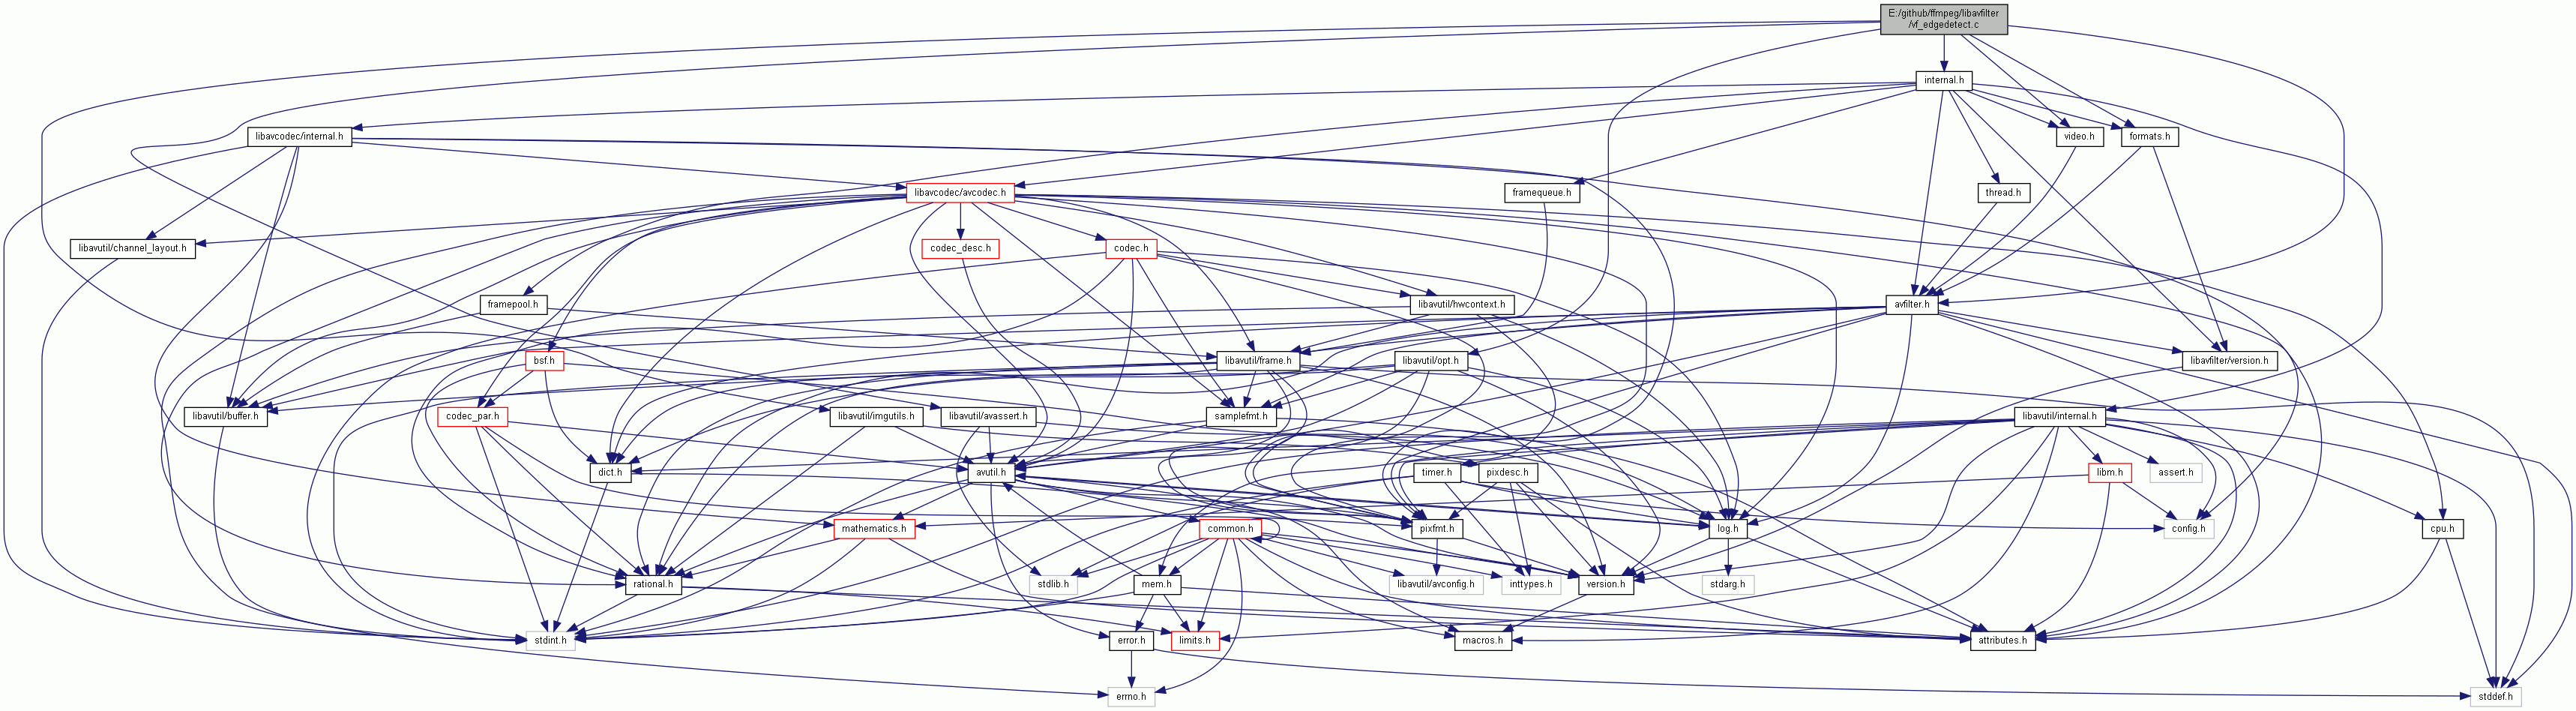 E:/github/ffmpeg/libavfilter
/vf_edgedetect.c
internal.h
libavcodec/internal.h
video.h
formats.h
libavcodec/avcodec.h
framequeue.h
thread.h
libavutil/channel_layout.h
codec_desc.h
codec.h
framepool.h
libavutil/hwcontext.h
avfilter.h
bsf.h
libavutil/frame.h
libavutil/opt.h
libavfilter/version.h
libavutil/buffer.h
codec_par.h
libavutil/imgutils.h
libavutil/avassert.h
samplefmt.h
libavutil/internal.h
dict.h
avutil.h
timer.h
pixdesc.h
libm.h
assert.h
mathematics.h
common.h
pixfmt.h
log.h
config.h
cpu.h
rational.h
stdlib.h
mem.h
libavutil/avconfig.h
inttypes.h
version.h
stdarg.h
stdint.h
error.h
limits.h
macros.h
attributes.h
errno.h
stddef.h